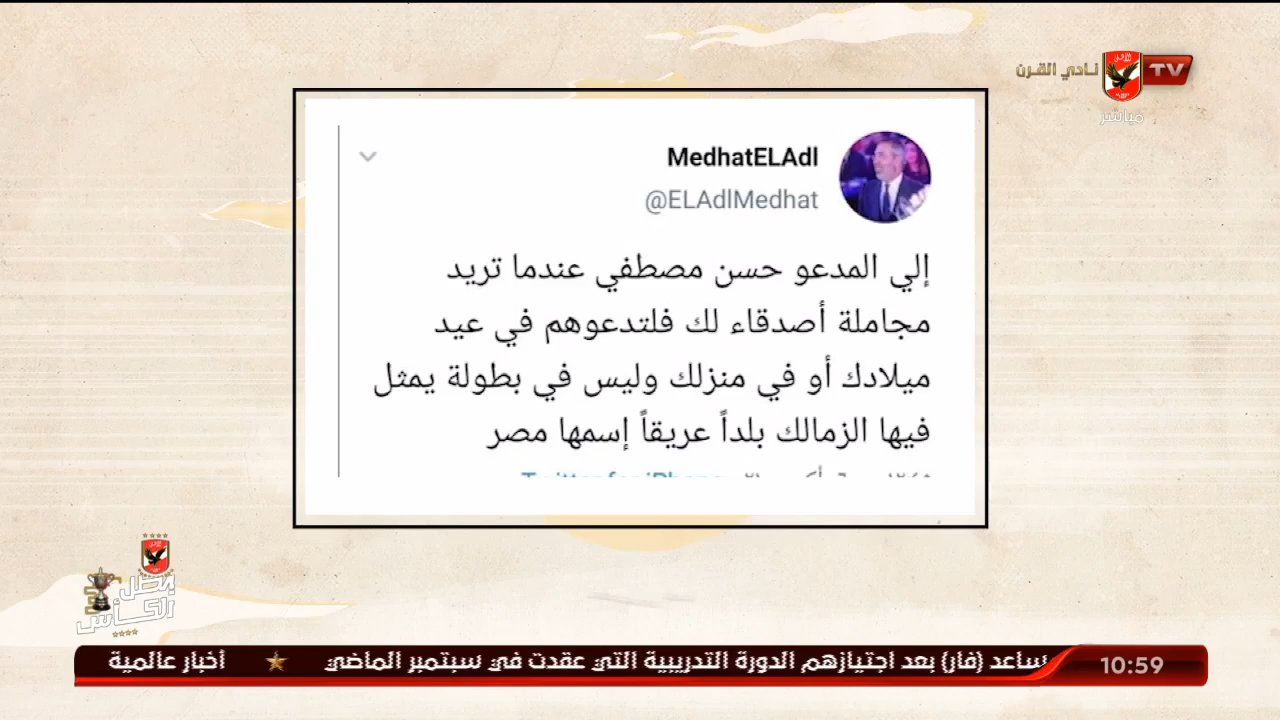 نادي القرن
TV
مباشر
MedhatELAdl
@ELAdlMedhat
إلي المدعو حسن مصطفي عندما تريد
مجاملة أصدقاء لك فلتدعوهم في عيد
ميلادك أو في منزلك وليس في بطولة يمثل
فيها الزمالك بلداً عريقاً إسمها مصر
بطل
الكأس
10:59
ساعد (فار) بعد اجتيازهم الدورة التدريبية التي عقدت في سبتمبر الماضي
أخبار عالمية